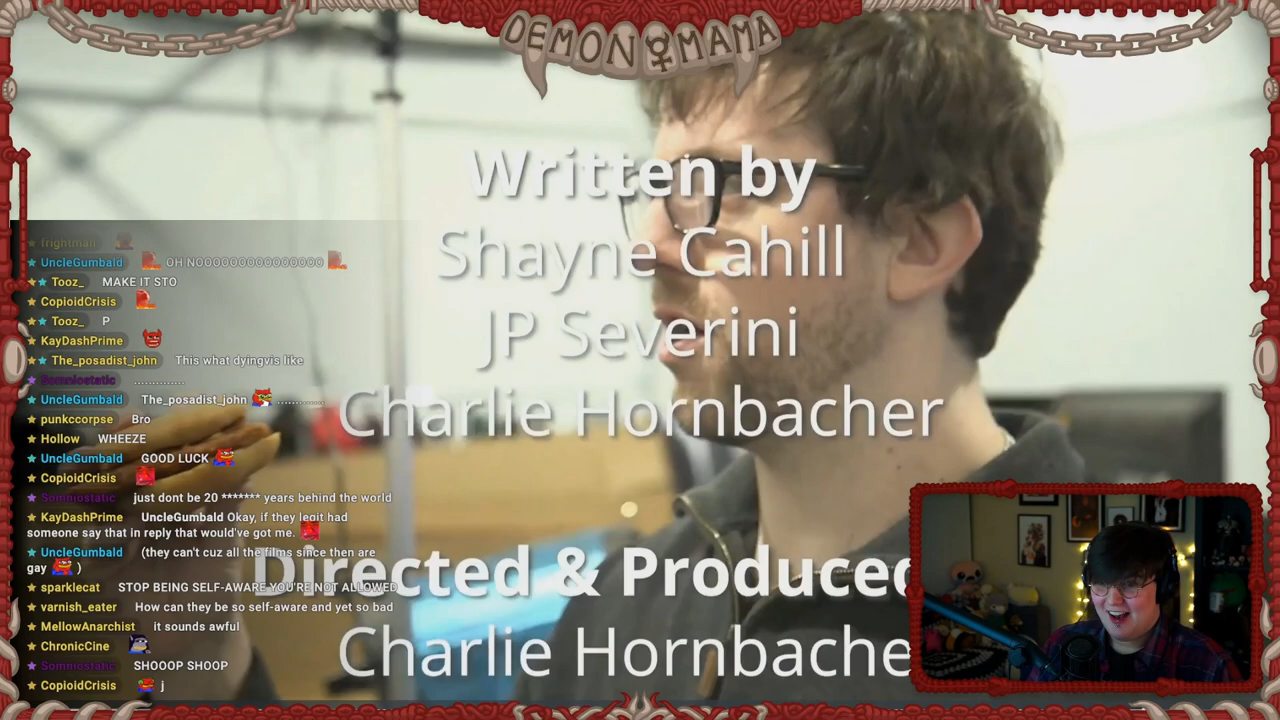 DEMON MAMA
Written by
Shayne Cahill
JP Severini
Charlie Hornbacher
Directed & Produced
Charlie Hornbache
frightman
UncleGumbald OH NOOOOOOOOOOOOOOO
Tooz_ MAKE IT STO
CopioidCrisis
Tooz_ P
KayDashPrime
The_posadist_john This what dyingvis like
Somniostatic .............
UncleGumbald The_posadist_john ............
punkccorpse Bro
Hollow WHEEZE
UncleGumbald GOOD LUCK
CopioidCrisis
Somniostatic just dont be 20 ******* years behind the world
KayDashPrime UncleGumbald Okay, if they legit had
someone say that in reply that would've got me.
UncleGumbald (they can't cuz all the films since then are
gay )
sparklecat STOP BEING SELF-AWARE YOU'RE NOT ALLOWED
varnish_eater How can they be so self-aware and yet so bad
MellowAnarchist it sounds awful
ChronicCine
Somniostatic SHOOOP SHOOP
CopioidCrisis j